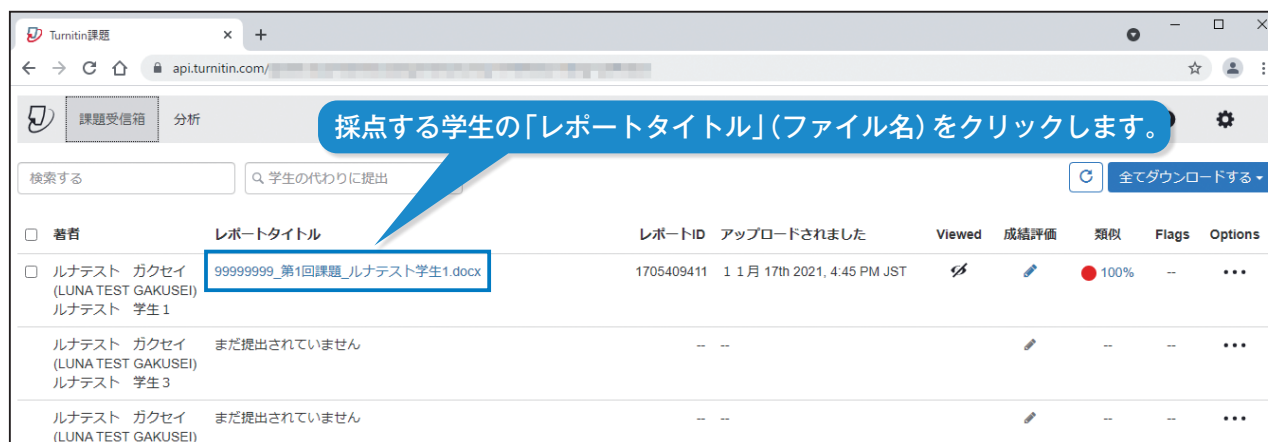 Turnitin課題
api.turnitin.com/
課題受信箱 分析
採点する学生の「レポートタイトル」(ファイル名)をクリックします。
検索する 学生の代わりに提出 全てダウンロードする
著者 レポートタイトル レポートID アップロードされました Viewed 成績評価 類似 Flags Options
ルナテスト ガクセイ 99999999_第1回課題_ルナテスト学生1.docx 1705409411 11月 17th 2021, 4:45 PM JST 100% -- •••
(LUNA TEST GAKUSEI)
ルナテスト 学生1
ルナテスト ガクセイ まだ提出されていません -- -- -- -- •••
(LUNA TEST GAKUSEI)
ルナテスト 学生3
ルナテスト ガクセイ まだ提出されていません -- -- -- -- •••
(LUNA TEST GAKUSEI)